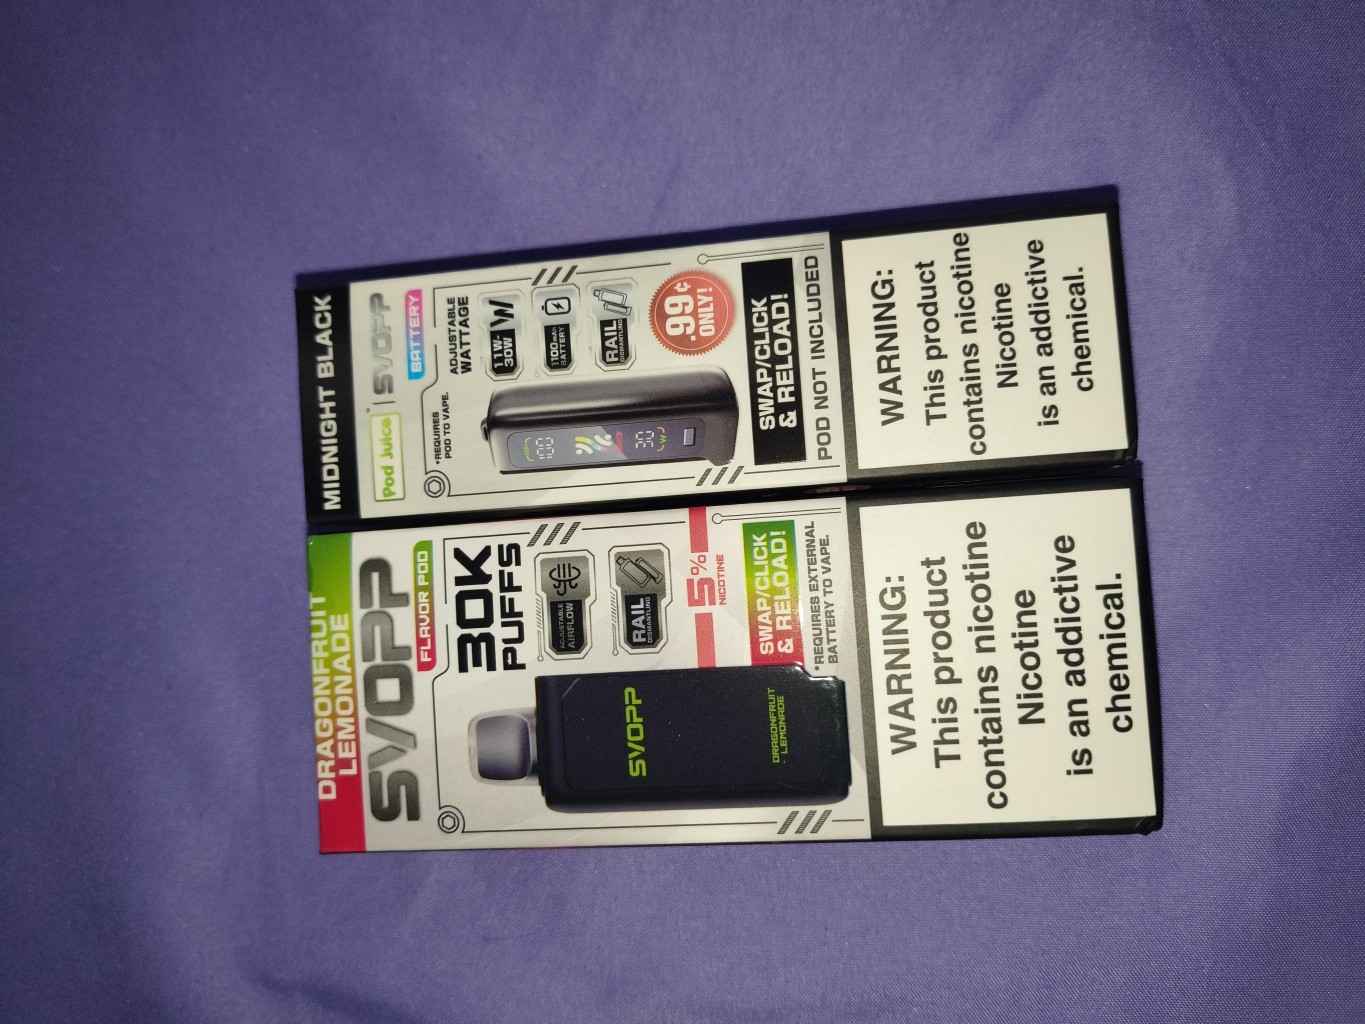 MIDNIGHT BLACK
Pod Juice™ | SVOPP
BATTERY
*REQUIRES
POD TO VAPE.
ADJUSTABLE
WATTAGE
11W-
30W
W
1100mAh
BATTERY
RAIL
DISMANTLING
100
30
W
.99¢
ONLY!
SWAP/CLICK
& RELOAD!
POD NOT INCLUDED
WARNING:
This product
contains nicotine
Nicotine
is an addictive
chemical.
DRAGONFRUIT
LEMONADE
SVOPP
FLAVOR POD
30K
PUFFS
ADJUSTABLE
AIRFLOW
RAIL
DISMANTLING
5%
NICOTINE
SVOPP
DRAGONFRUIT
LEMONADE
SWAP/CLICK
& RELOAD!
*REQUIRES EXTERNAL
BATTERY TO VAPE.
WARNING:
This product
contains nicotine
Nicotine
is an addictive
chemical.